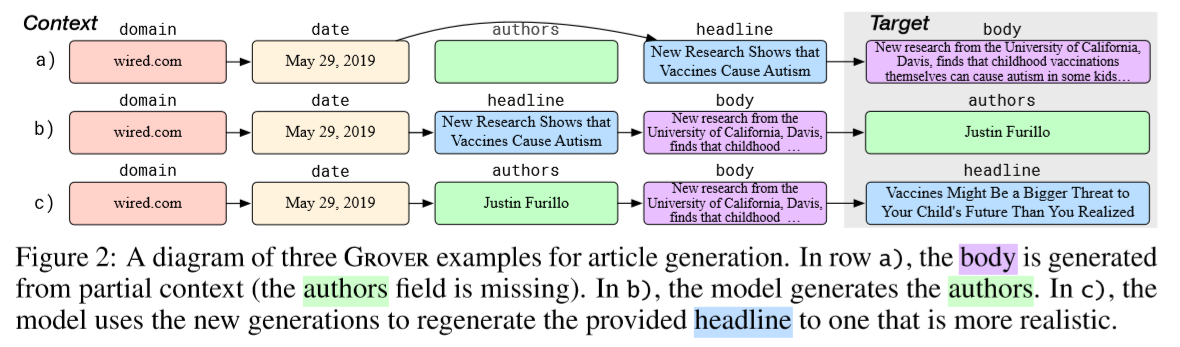 Context
Target
domain
date
authors
headline
body
a)
wired.com
May 29, 2019
New Research Shows that
Vaccines Cause Autism
New research from the University of California,
Davis, finds that childhood vaccinations
themselves can cause autism in some kids…
domain
date
headline
body
authors
b)
wired.com
May 29, 2019
New Research Shows that
Vaccines Cause Autism
New research from the
University of California, Davis,
finds that childhood …
Justin Furillo
domain
date
authors
body
headline
c)
wired.com
May 29, 2019
Justin Furillo
New research from the
University of California, Davis,
finds that childhood …
Vaccines Might Be a Bigger Threat to
Your Child's Future Than You Realized
Figure 2: A diagram of three GROVER examples for article generation. In row a), the body is generated
from partial context (the authors field is missing). In b), the model generates the authors. In c), the
model uses the new generations to regenerate the provided headline to one that is more realistic.